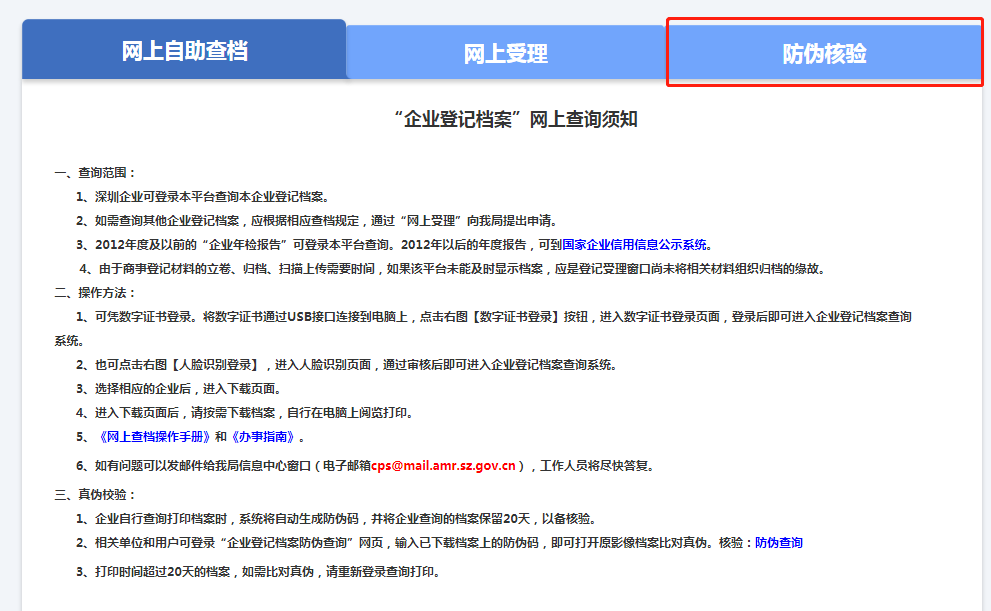 网上自助查档
网上受理
防伪核验
“企业登记档案”网上查询须知
一、查询范围：
1、深圳企业可登录本平台查询本企业登记档案。
2、如需查询其他企业登记档案，应根据相应查档规定，通过“网上受理”向我局提出申请。
3、2012年度及以前的“企业年检报告”可登录本平台查询。2012年以后的年度报告，可到国家企业信用信息公示系统。
4、由于商事登记材料的立卷、归档、扫描上传需要时间，如果该平台未能及时显示档案，应是登记受理窗口尚未将相关材料组织归档的缘故。
二、操作方法：
1、可凭数字证书登录。将数字证书通过USB接口连接到电脑上，点击右图【数字证书登录】按钮，进入数字证书登录页面，登录后即可进入企业登记档案查询
系统。
2、也可点击右图【人脸识别登录】，进入人脸识别页面，通过审核后即可进入企业登记档案查询系统。
3、选择相应的企业后，进入下载页面。
4、进入下载页面后，请按需下载档案，自行在电脑上阅览打印。
5、《网上查档操作手册》和《办事指南》。
6、如有问题可以发邮件给我局信息中心窗口（电子邮箱cps@mail.amr.sz.gov.cn），工作人员将尽快答复。
三、真伪校验：
1、企业自行查询打印档案时，系统将自动生成防伪码，并将企业查询的档案保留20天，以备核验。
2、相关单位和用户可登录“企业登记档案防伪查询”网页，输入已下载档案上的防伪码，即可打开原影像档案比对真伪。核验：防伪查询
3、打印时间超过20天的档案，如需比对真伪，请重新登录查询打印。